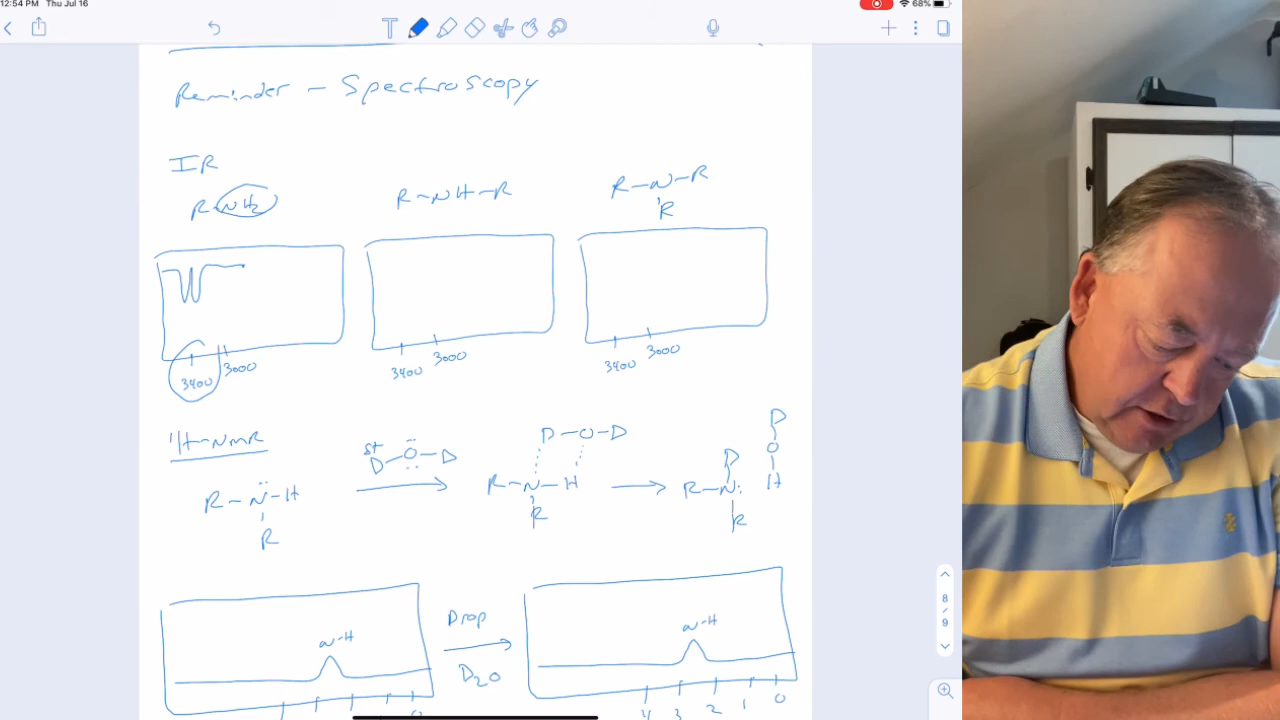 12:54 PM Thu Jul 16
68%
Reminder - Spectroscopy
IR
R-NH2
R-NH-R
R-N-R
R
3400 3000
3400 3000
3400 3000
1H-NMR
R-N-H
R
δ+
D-O-D
D-O-D
R-N-H
R
D
R-N:
R
D
O
H
N-H
Drop
D2O
N-H
0
4 3 2 1 0
8
/
9